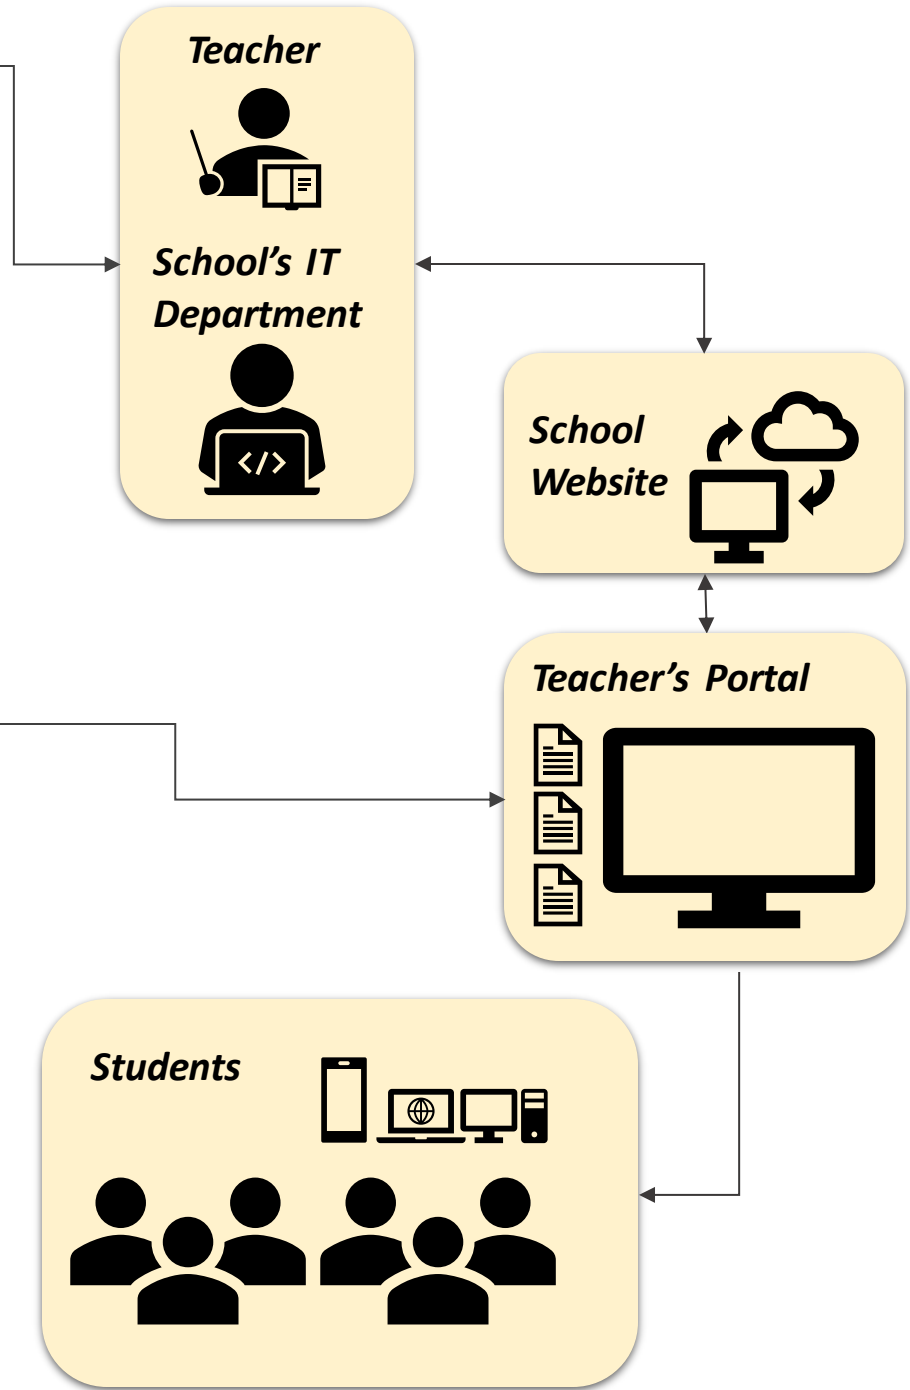 Teacher
School’s IT
Department
</>
School
Website
Teacher’s Portal
Students